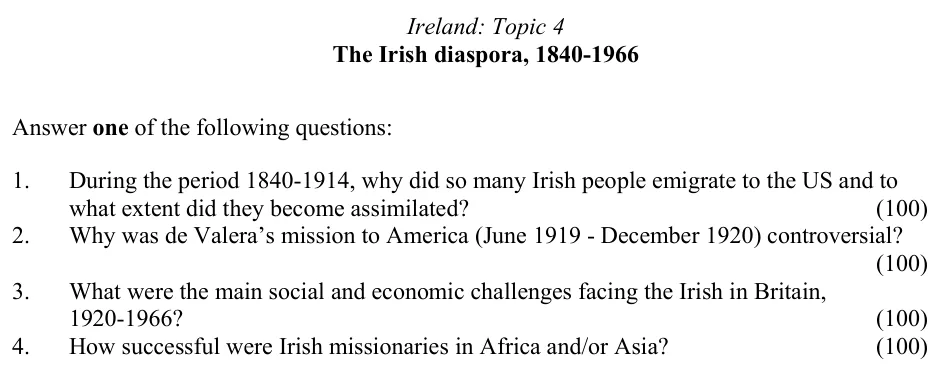 Ireland: Topic 4
The Irish diaspora, 1840-1966
Answer one of the following questions:
1. During the period 1840-1914, why did so many Irish people emigrate to the US and to
what extent did they become assimilated? (100)
2. Why was de Valera's mission to America (June 1919 - December 1920) controversial?
(100)
3. What were the main social and economic challenges facing the Irish in Britain,
1920-1966? (100)
4. How successful were Irish missionaries in Africa and/or Asia? (100)